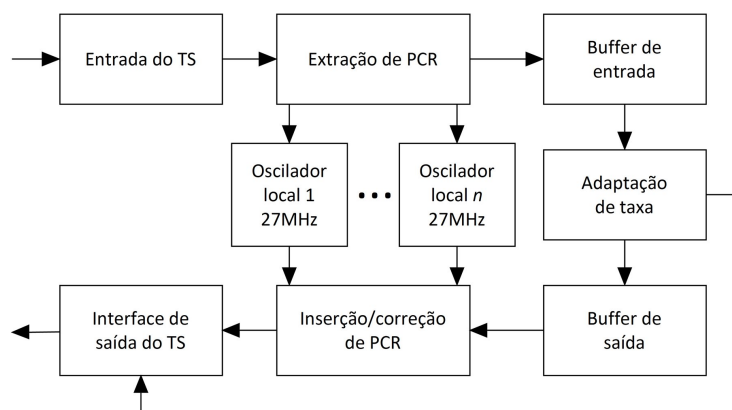 Entrada do TS
Extração de PCR
Buffer de
entrada
Oscilador
local 1
27MHz
...
Oscilador
local n
27MHz
Adaptação
de taxa
Interface de
saída do TS
Inserção/correção
de PCR
Buffer de
saída